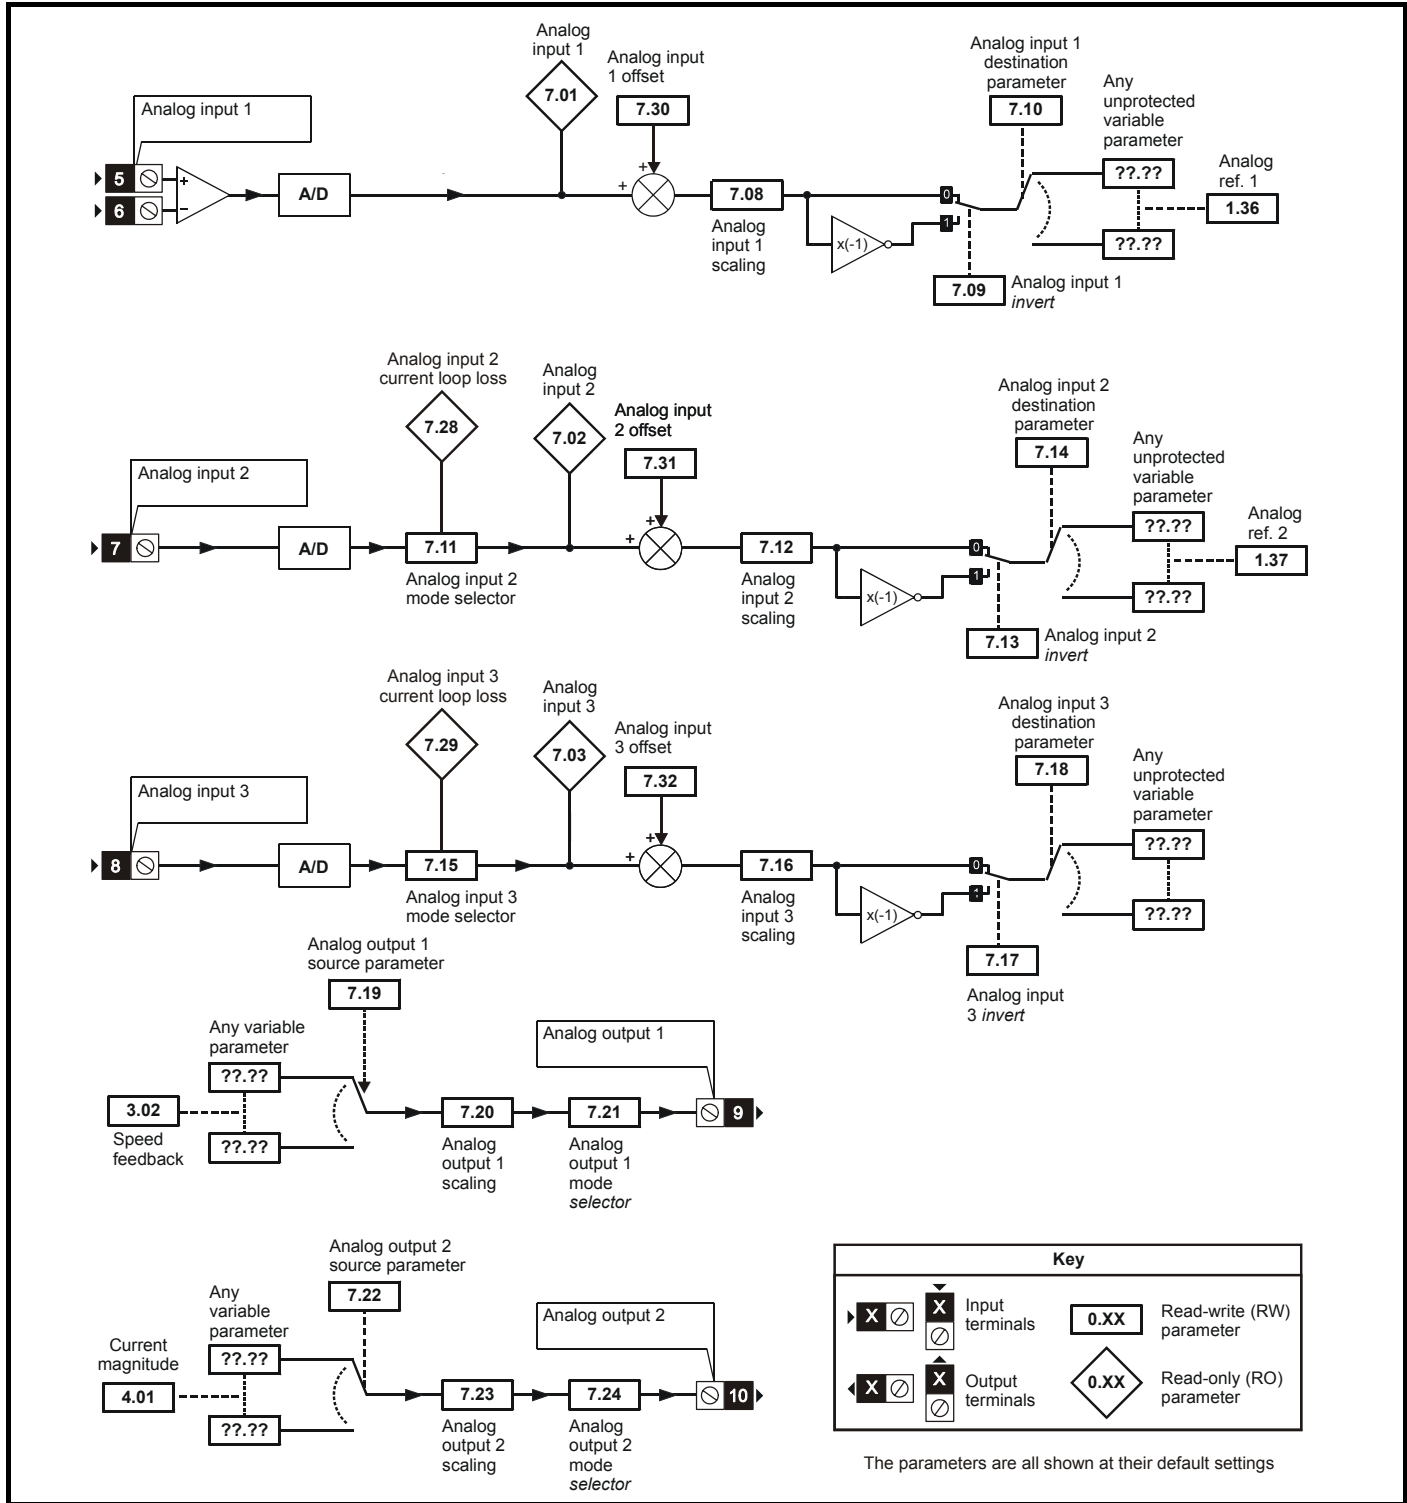 Analog
input 1
Analog input
1 offset
Analog input 1
destination
parameter
Any
unprotected
variable
parameter
Analog input 1
7.01
7.30
7.10
5
+
6
-
A/D
+
+
7.08
Analog
input 1
scaling
0
1
x(-1)
7.09
Analog input 1
invert
??.??
??.??
Analog
ref. 1
1.36
Analog input 2
current loop loss
Analog
input 2
Analog input
2 offset
Analog input 2
destination
parameter
Any
unprotected
variable
parameter
7.28
7.02
7.31
7.14
Analog input 2
7
A/D
7.11
Analog input 2
mode selector
+
+
7.12
Analog
input 2
scaling
0
1
x(-1)
7.13
Analog input 2
invert
??.??
??.??
Analog
ref. 2
1.37
Analog input 3
current loop loss
Analog
input 3
Analog input
3 offset
Analog input 3
destination
parameter
Any
unprotected
variable
parameter
7.29
7.03
7.32
7.18
Analog input 3
8
A/D
7.15
Analog input 3
mode selector
+
+
7.16
Analog
input 3
scaling
0
1
x(-1)
7.17
Analog input
3 invert
??.??
??.??
Analog output 1
source parameter
7.19
Any variable
parameter
??.??
??.??
3.02
Speed
feedback
7.20
Analog
output 1
scaling
7.21
Analog
output 1
mode
selector
Analog output 1
9
Analog output 2
source parameter
7.22
Any
variable
parameter
??.??
??.??
Current
magnitude
4.01
7.23
Analog
output 2
scaling
7.24
Analog
output 2
mode
selector
Analog output 2
10
Key
X
X
Input
terminals
0.XX
Read-write (RW)
parameter
X
X
Output
terminals
0.XX
Read-only (RO)
parameter
The parameters are all shown at their default settings